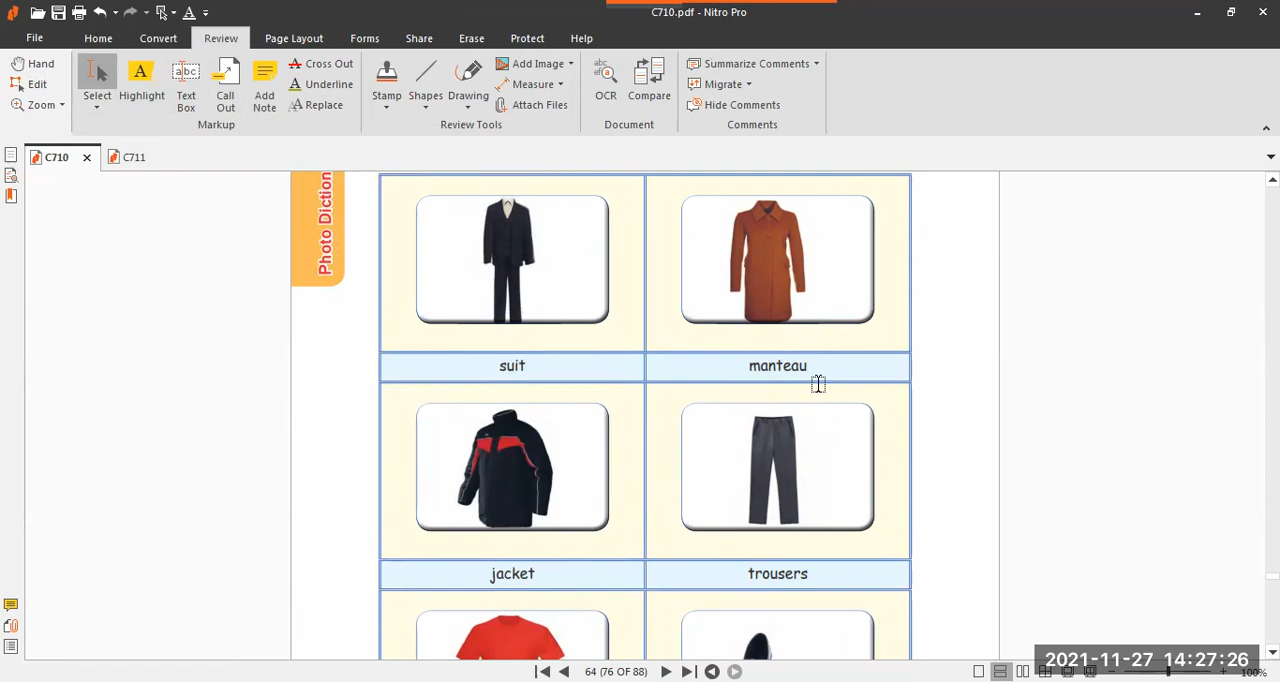 C710.pdf - Nitro Pro
File Home Convert Review Page Layout Forms Share Erase Protect Help
Hand
Edit
Zoom
Select
Highlight
Text Box
Call Out
Add Note
Cross Out
Underline
Replace
Markup
Stamp
Shapes
Drawing
Add Image
Measure
Attach Files
Review Tools
OCR
Compare
Document
Summarize Comments
Migrate
Hide Comments
Comments
C710
C711
Photo Diction
suit
manteau
jacket
trousers
64 (76 OF 88)
2021-11-27 14:27:26
100%